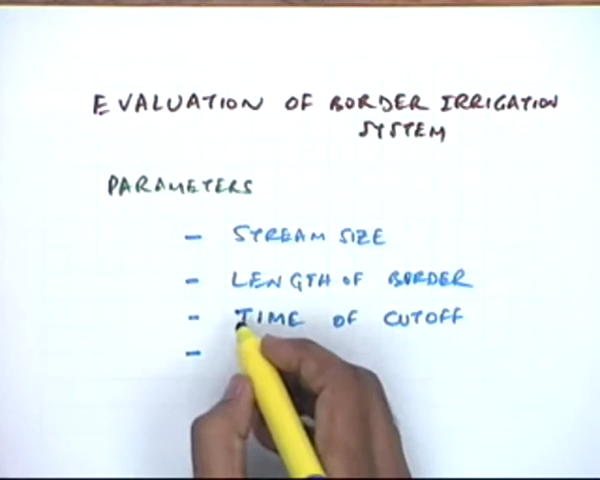 EVALUATION OF BORDER IRRIGATION
SYSTEM
PARAMETERS
- STREAM SIZE
- LENGTH OF BORDER
- TIME OF CUTOFF
-